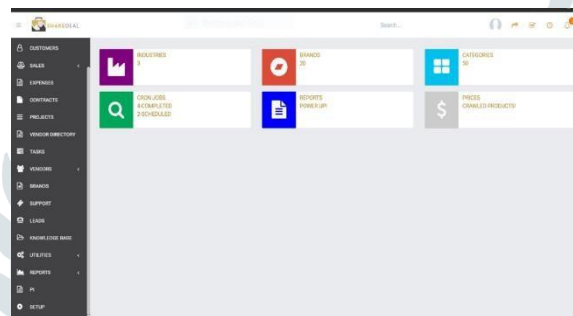 SHAREDEAL
Search...
CUSTOMERS
SALES
EXPENSES
CONTRACTS
PROJECTS
VENDOR DIRECTORY
TASKS
VENDORS
BRANDS
SUPPORT
LEADS
KNOWLEDGE BASE
UTILITIES
REPORTS
PI
SETUP
INDUSTRIES
3
BRANDS
20
CATEGORIES
50
CRON JOBS
4-COMPLETED
2-SCHEDULED
REPORTS
POWER UP!
PRICES
CRAWLED PRODUCTS!